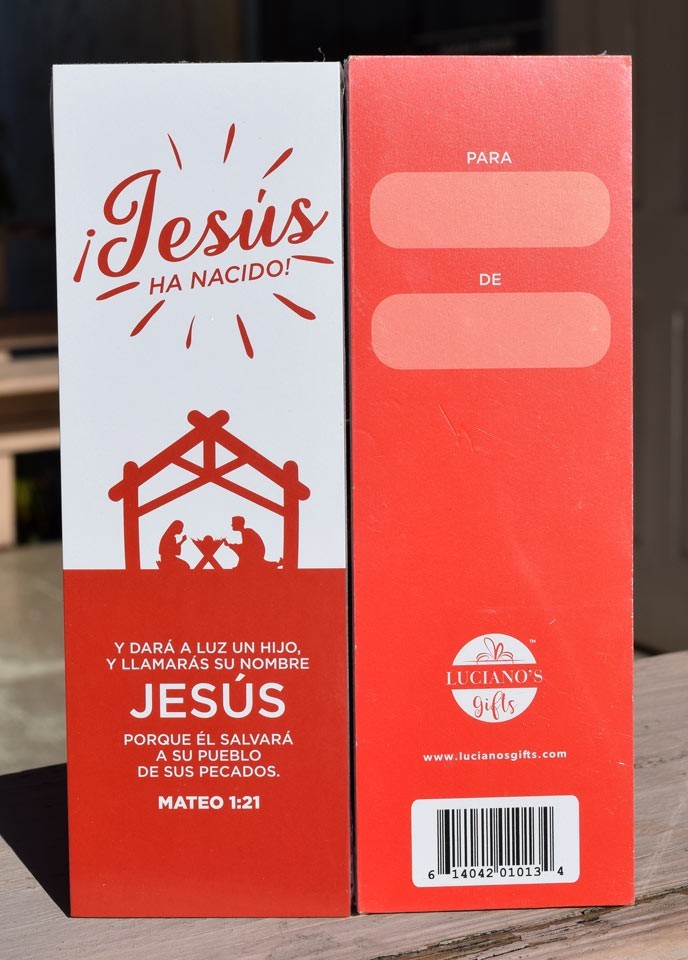 ¡Jesús
HA NACIDO!
Y DARÁ A LUZ UN HIJO,
Y LLAMARÁS SU NOMBRE
JESÚS
PORQUE ÉL SALVARÁ
A SU PUEBLO
DE SUS PECADOS.
MATEO 1:21
PARA
DE
LUCIANO'S™
gifts
www.lucianosgifts.com
6 14042 01013 4